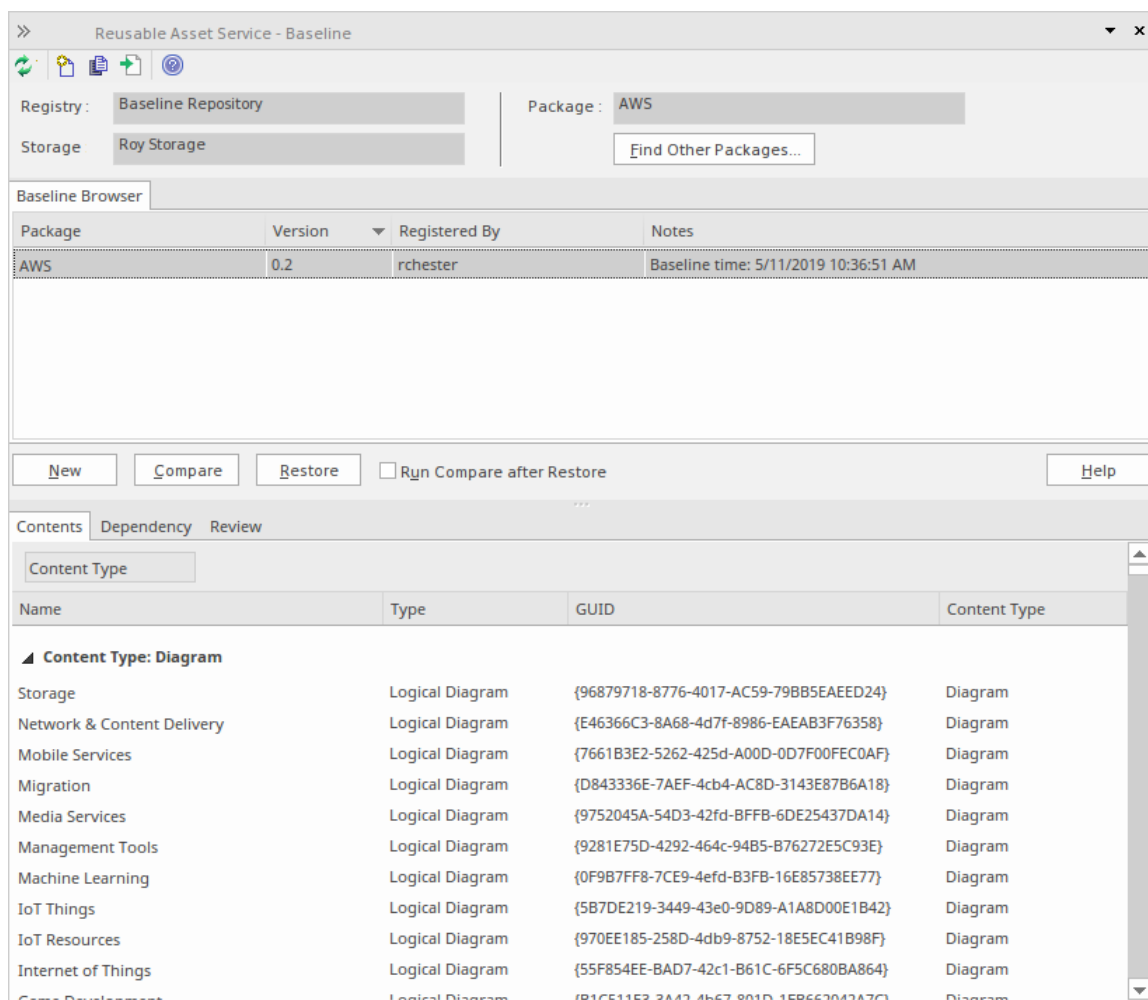 Reusable Asset Service - Baseline
Registry : Baseline Repository Package : AWS
Storage Roy Storage Find Other Packages...
Baseline Browser
Package Version Registered By Notes
AWS 0.2 rchester Baseline time: 5/11/2019 10:36:51 AM
New Compare Restore Run Compare after Restore Help
Contents Dependency Review
Content Type
Name Type GUID Content Type
Content Type: Diagram
Storage Logical Diagram {96879718-8776-4017-AC59-79BB5EAEED24} Diagram
Network & Content Delivery Logical Diagram {E46366C3-8A68-4d7f-8986-EAEAB3F76358} Diagram
Mobile Services Logical Diagram {7661B3E2-5262-425d-A00D-0D7F00FEC0AF} Diagram
Migration Logical Diagram {D843336E-7AEF-4cb4-AC8D-3143E87B6A18} Diagram
Media Services Logical Diagram {9752045A-54D3-42fd-BFFB-6DE25437DA14} Diagram
Management Tools Logical Diagram {9281E75D-4292-464c-94B5-B76272E5C93E} Diagram
Machine Learning Logical Diagram {0F9B7FF8-7CE9-4efd-B3FB-16E85738EE77} Diagram
IoT Things Logical Diagram {5B7DE219-3449-43e0-9D89-A1A8D00E1B42} Diagram
IoT Resources Logical Diagram {970EE185-258D-4db9-8752-18E5EC41B98F} Diagram
Internet of Things Logical Diagram {55F854EE-BAD7-42c1-B61C-6F5C680BA864} Diagram
Game Development Logical Diagram Diagram